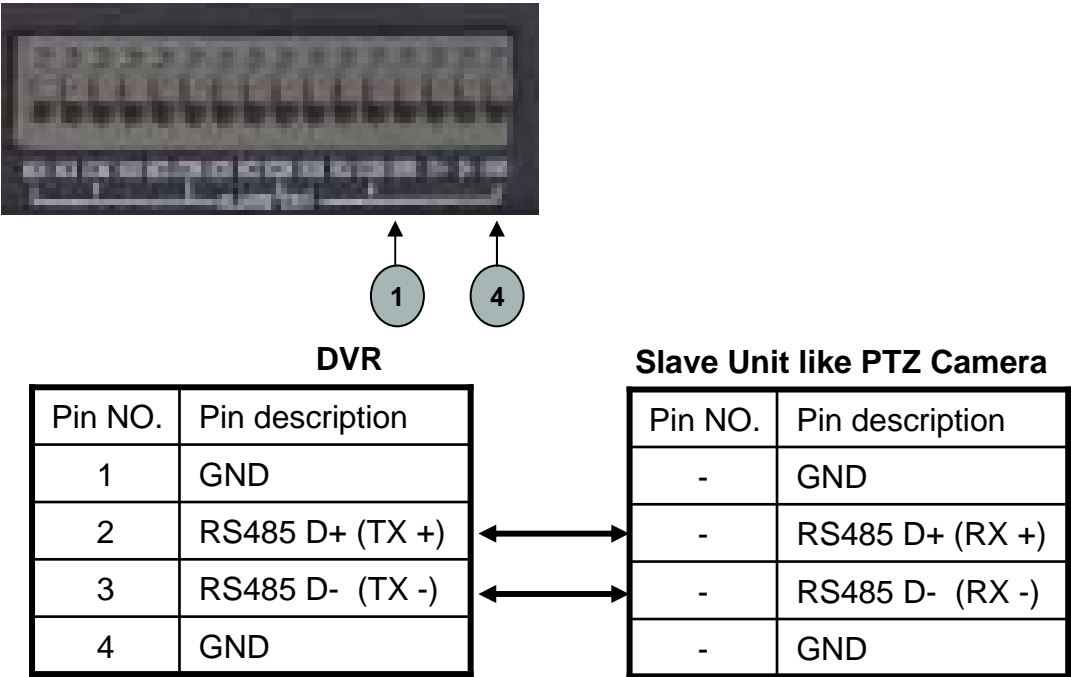 1 4
DVR
Pin NO. Pin description
1 GND
2 RS485 D+ (TX +)
3 RS485 D- (TX -)
4 GND
Slave Unit like PTZ Camera
Pin NO. Pin description
- GND
- RS485 D+ (RX +)
- RS485 D- (RX -)
- GND